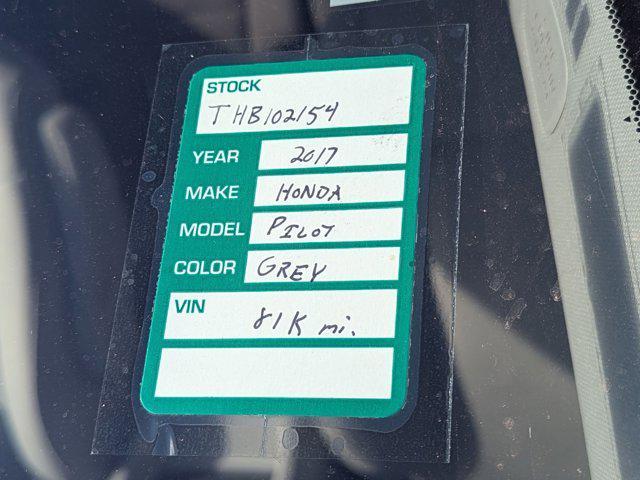 STOCK
THB102154
YEAR 2017
MAKE HONDA
MODEL PILOT
COLOR GREY
VIN
81K mi.